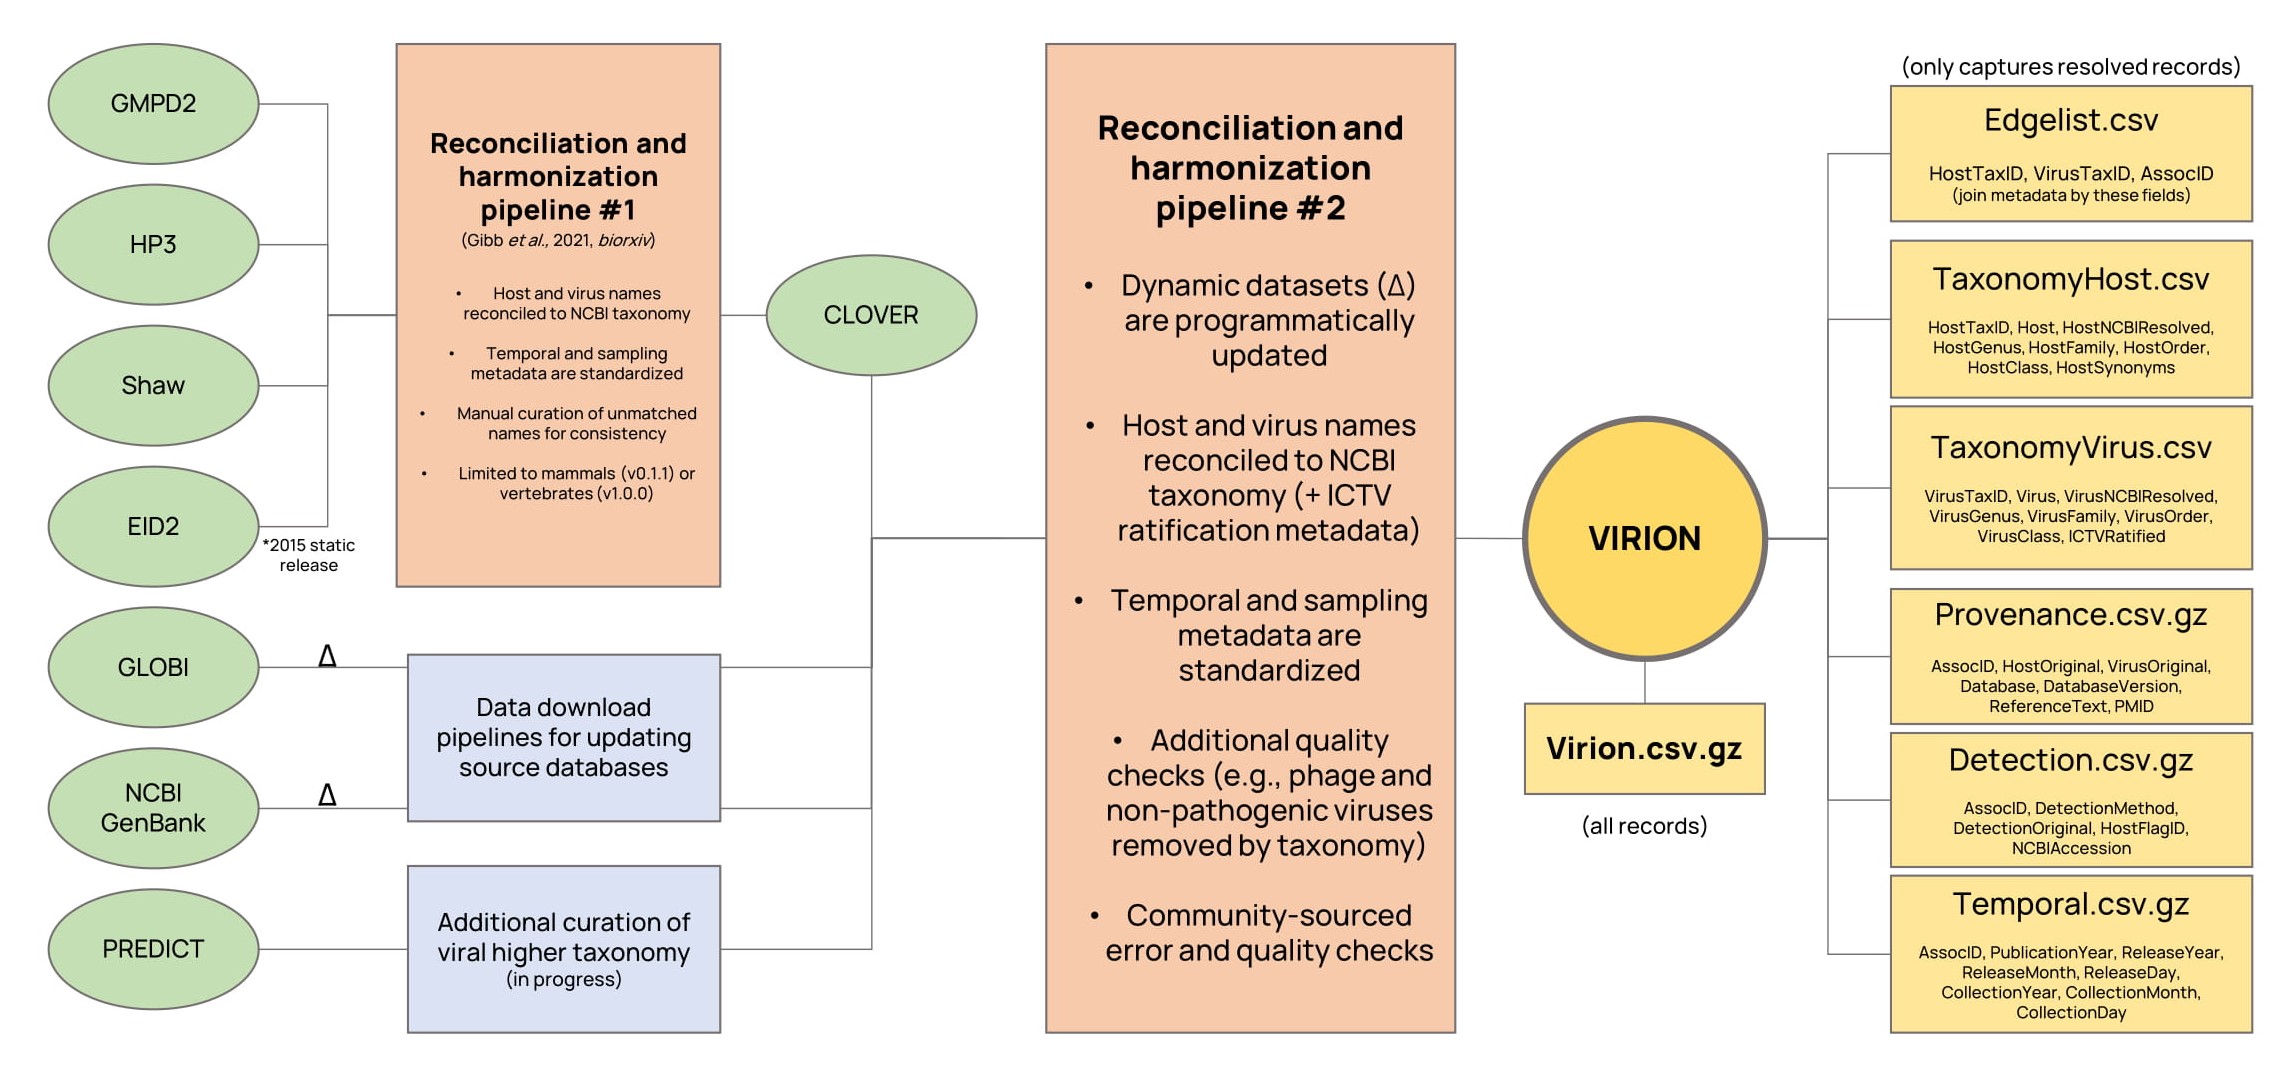 GMPD2
HP3
Shaw
EID2
*2015 static
release
GLOBI
Δ
NCBI
GenBank
Δ
PREDICT
Reconciliation and
harmonization
pipeline #1
(Gibb et al., 2021, biorxiv)
• Host and virus names
reconciled to NCBI taxonomy
• Temporal and sampling
metadata are standardized
• Manual curation of unmatched
names for consistency
• Limited to mammals (v0.1.1) or
vertebrates (v1.0.0)
Data download
pipelines for updating
source databases
Additional curation of
viral higher taxonomy
(in progress)
CLOVER
Reconciliation and
harmonization
pipeline #2
• Dynamic datasets (Δ)
are programmatically
updated
• Host and virus names
reconciled to NCBI
taxonomy (+ ICTV
ratification metadata)
• Temporal and sampling
metadata are
standardized
• Additional quality
checks (e.g., phage and
non-pathogenic viruses
removed by taxonomy)
• Community-sourced
error and quality checks
VIRION
Virion.csv.gz
(all records)
(only captures resolved records)
Edgelist.csv
HostTaxID, VirusTaxID, AssocID
(join metadata by these fields)
TaxonomyHost.csv
HostTaxID, Host, HostNCBIResolved,
HostGenus, HostFamily, HostOrder,
HostClass, HostSynonyms
TaxonomyVirus.csv
VirusTaxID, Virus, VirusNCBIResolved,
VirusGenus, VirusFamily, VirusOrder,
VirusClass, ICTVRatified
Provenance.csv.gz
AssocID, HostOriginal, VirusOriginal,
Database, DatabaseVersion,
ReferenceText, PMID
Detection.csv.gz
AssocID, DetectionMethod,
DetectionOriginal, HostFlagID,
NCBIAccession
Temporal.csv.gz
AssocID, PublicationYear, ReleaseYear,
ReleaseMonth, ReleaseDay,
CollectionYear, CollectionMonth,
CollectionDay